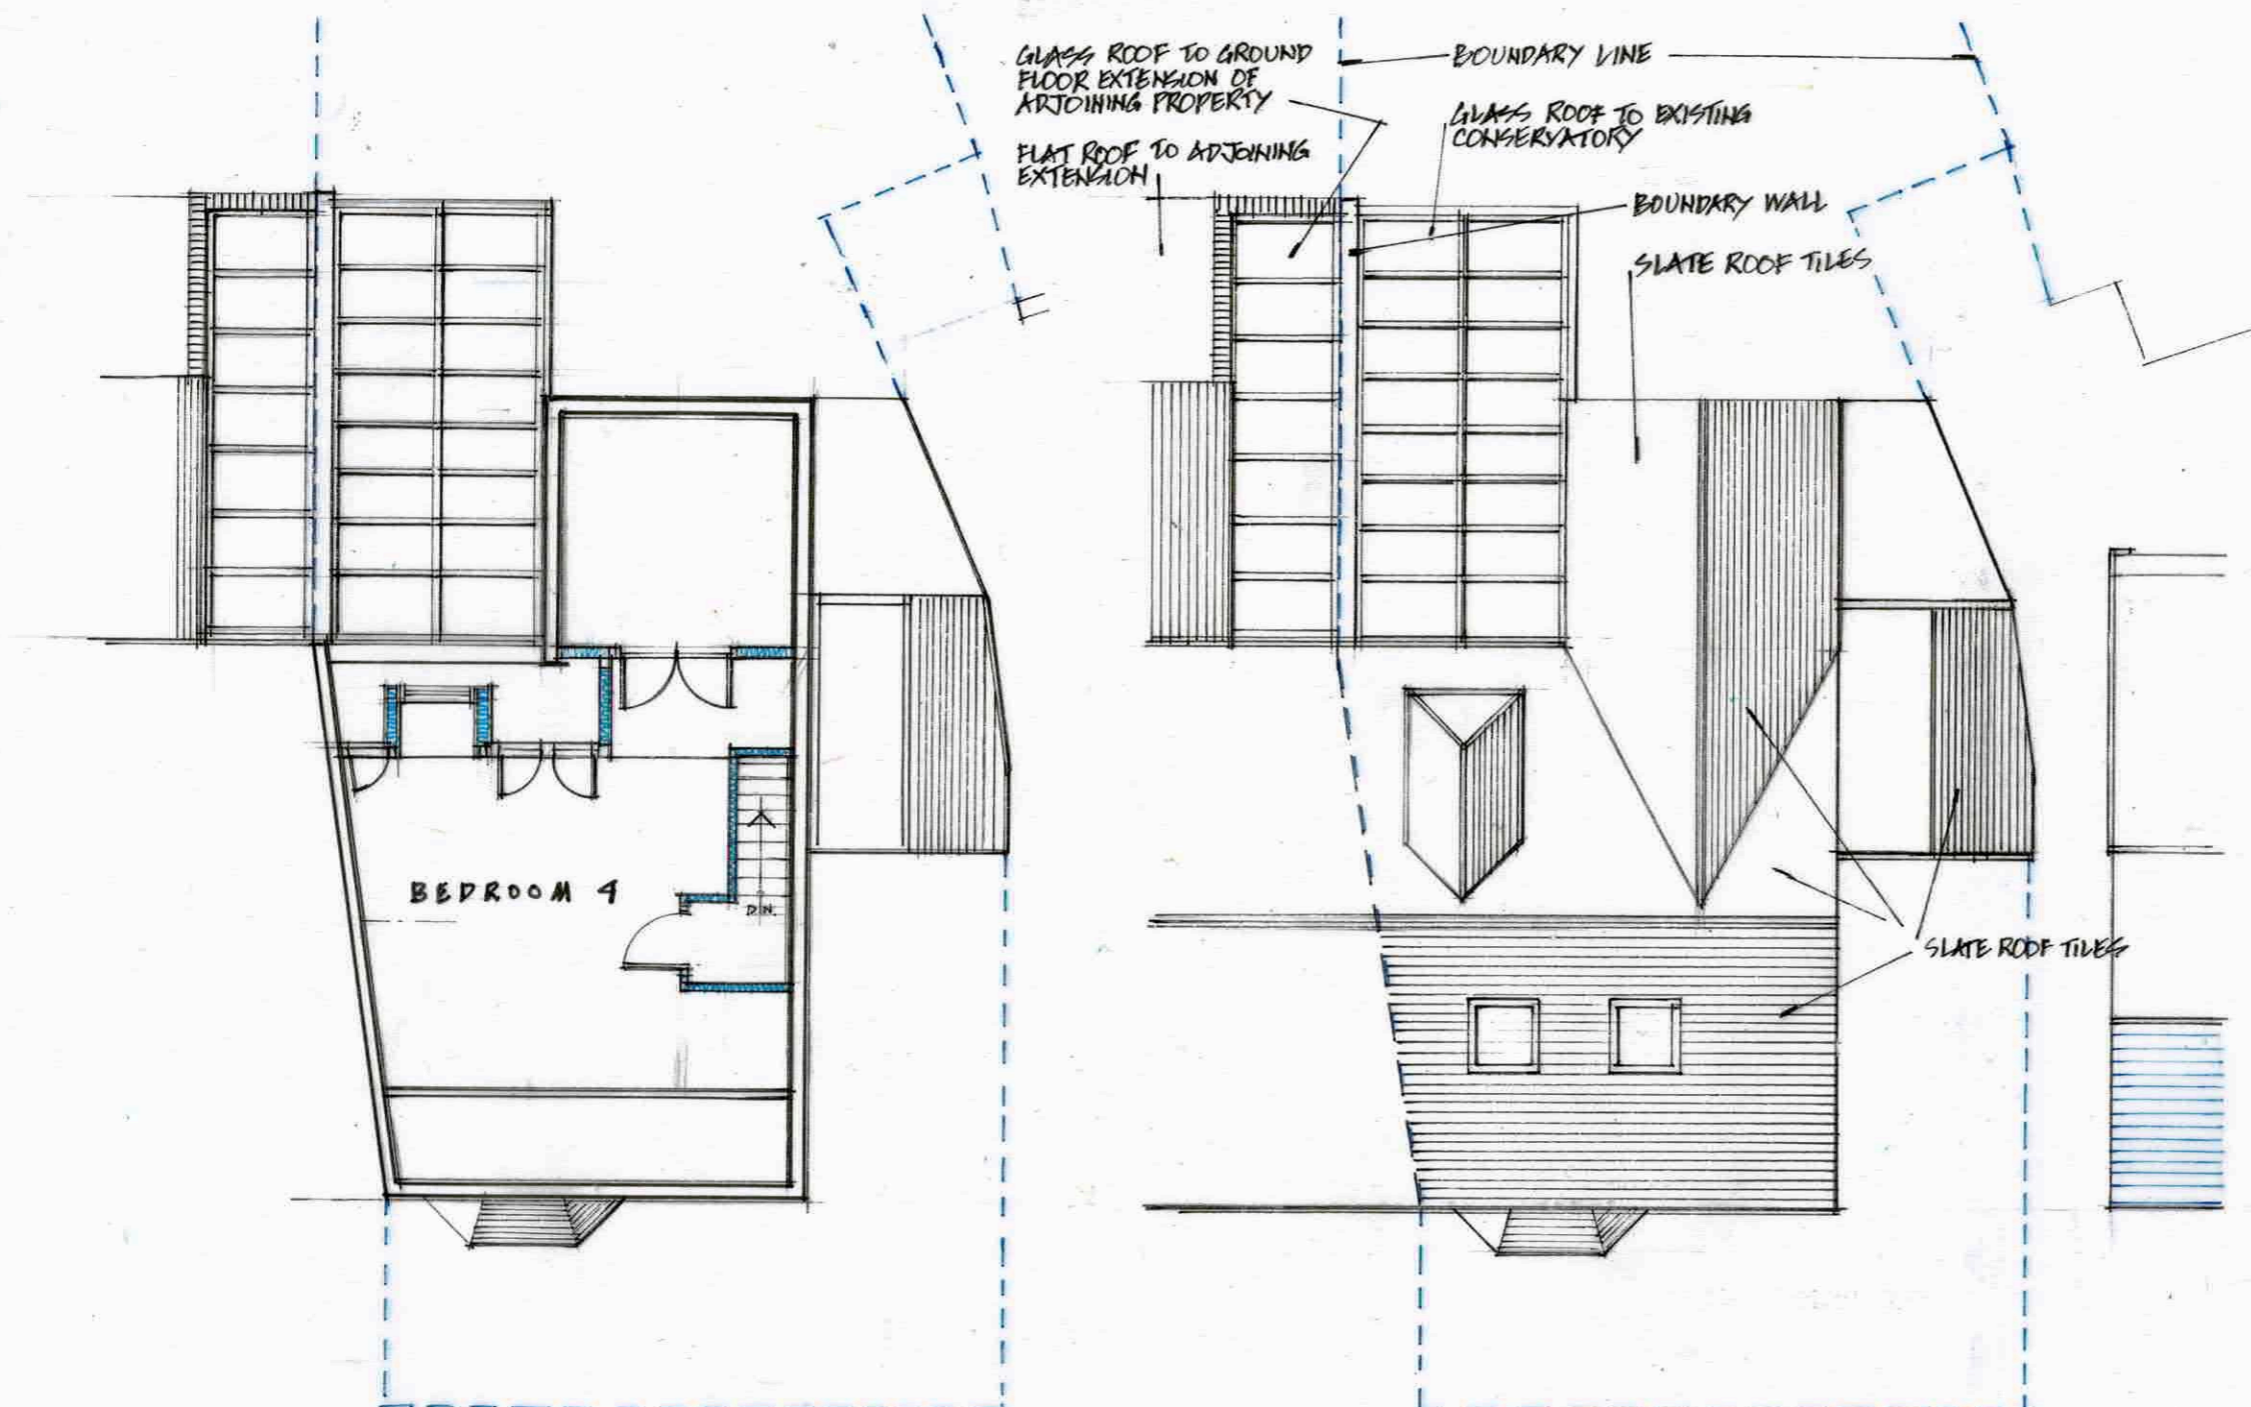 GLASS ROOF TO GROUND
FLOOR EXTENSION OF
ADJOINING PROPERTY
FLAT ROOF TO ADJOINING
EXTENSION
BOUNDARY LINE
GLASS ROOF TO EXISTING
CONSERVATORY
BOUNDARY WALL
SLATE ROOF TILES
BEDROOM 4
DN.
SLATE ROOF TILES